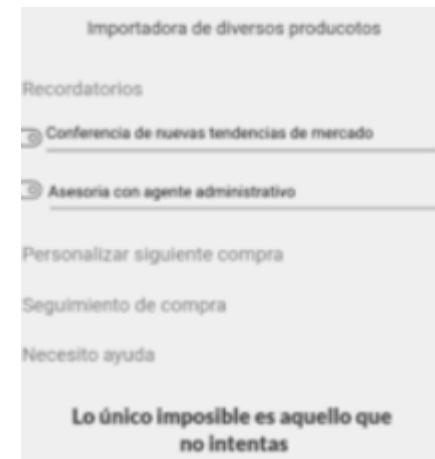 Importadora de diversos producotos
Recordatorios
Conferencia de nuevas tendencias de mercado
Asesoria con agente administrativo
Personalizar siguiente compra
Seguimiento de compra
Necesito ayuda
Lo único imposible es aquello que
no intentas